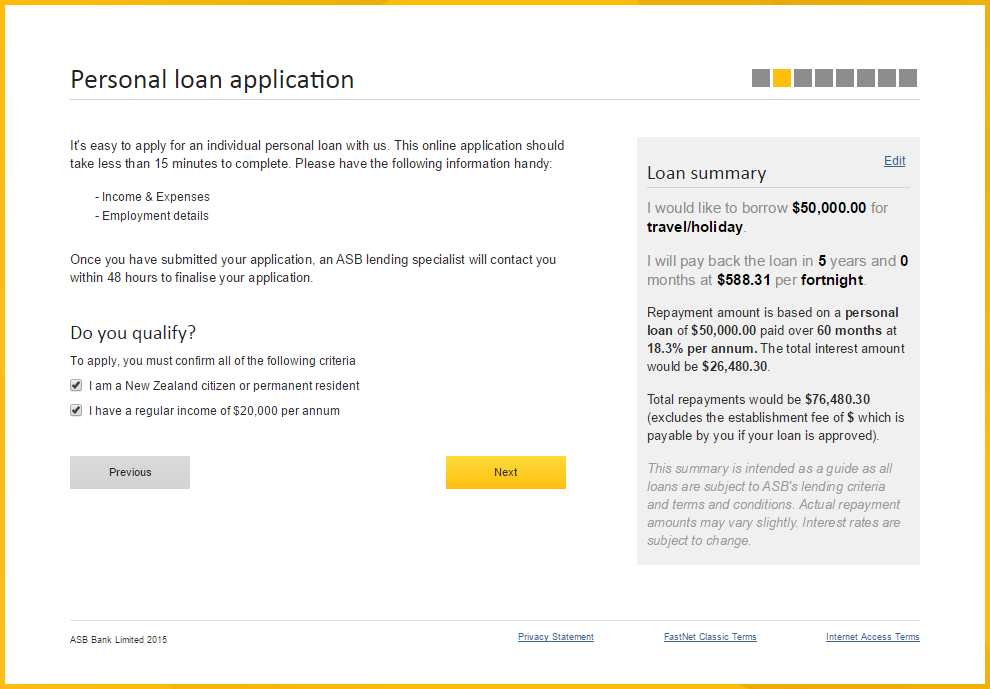 Personal loan application
It's easy to apply for an individual personal loan with us. This online application should
take less than 15 minutes to complete. Please have the following information handy:
- Income & Expenses
- Employment details
Once you have submitted your application, an ASB lending specialist will contact you
within 48 hours to finalise your application.
Do you qualify?
To apply, you must confirm all of the following criteria
I am a New Zealand citizen or permanent resident
I have a regular income of $20,000 per annum
Previous
Next
Edit
Loan summary
I would like to borrow $50,000.00 for
travel/holiday.
I will pay back the loan in 5 years and 0
months at $588.31 per fortnight.
Repayment amount is based on a personal
loan of $50,000.00 paid over 60 months at
18.3% per annum. The total interest amount
would be $26,480.30.
Total repayments would be $76,480.30
(excludes the establishment fee of $ which is
payable by you if your loan is approved).
This summary is intended as a guide as all
loans are subject to ASB's lending criteria
and terms and conditions. Actual repayment
amounts may vary slightly. Interest rates are
subject to change.
ASB Bank Limited 2015
Privacy Statement
FastNet Classic Terms
Internet Access Terms